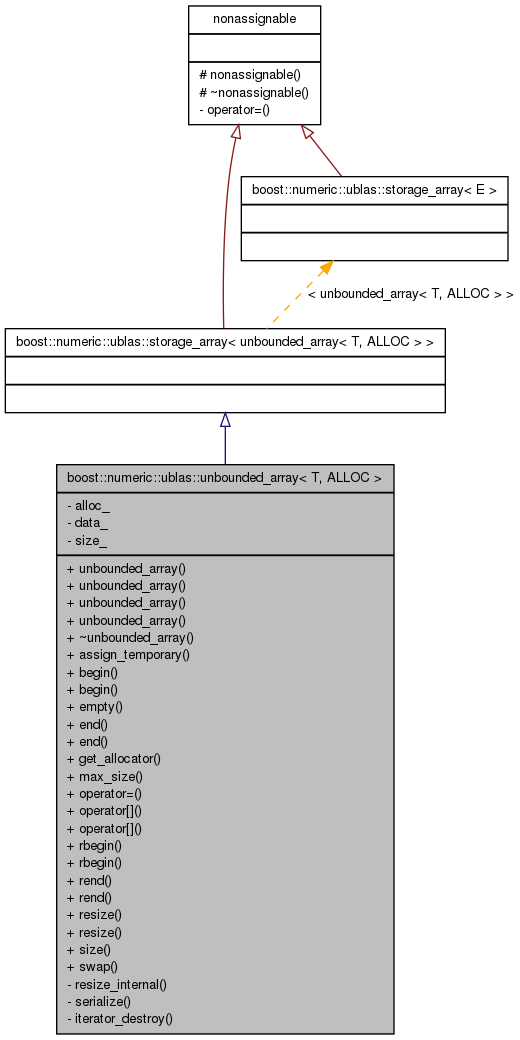 nonassignable
# nonassignable()
# ~nonassignable()
- operator=()
boost::numeric::ublas::storage_array< E >
< unbounded_array< T, ALLOC > >
boost::numeric::ublas::storage_array< unbounded_array< T, ALLOC > >
boost::numeric::ublas::unbounded_array< T, ALLOC >
- alloc_
- data_
- size_
+ unbounded_array()
+ unbounded_array()
+ unbounded_array()
+ unbounded_array()
+ ~unbounded_array()
+ assign_temporary()
+ begin()
+ begin()
+ empty()
+ end()
+ end()
+ get_allocator()
+ max_size()
+ operator=()
+ operator[]()
+ operator[]()
+ rbegin()
+ rbegin()
+ rend()
+ rend()
+ resize()
+ resize()
+ size()
+ swap()
- resize_internal()
- serialize()
- iterator_destroy()